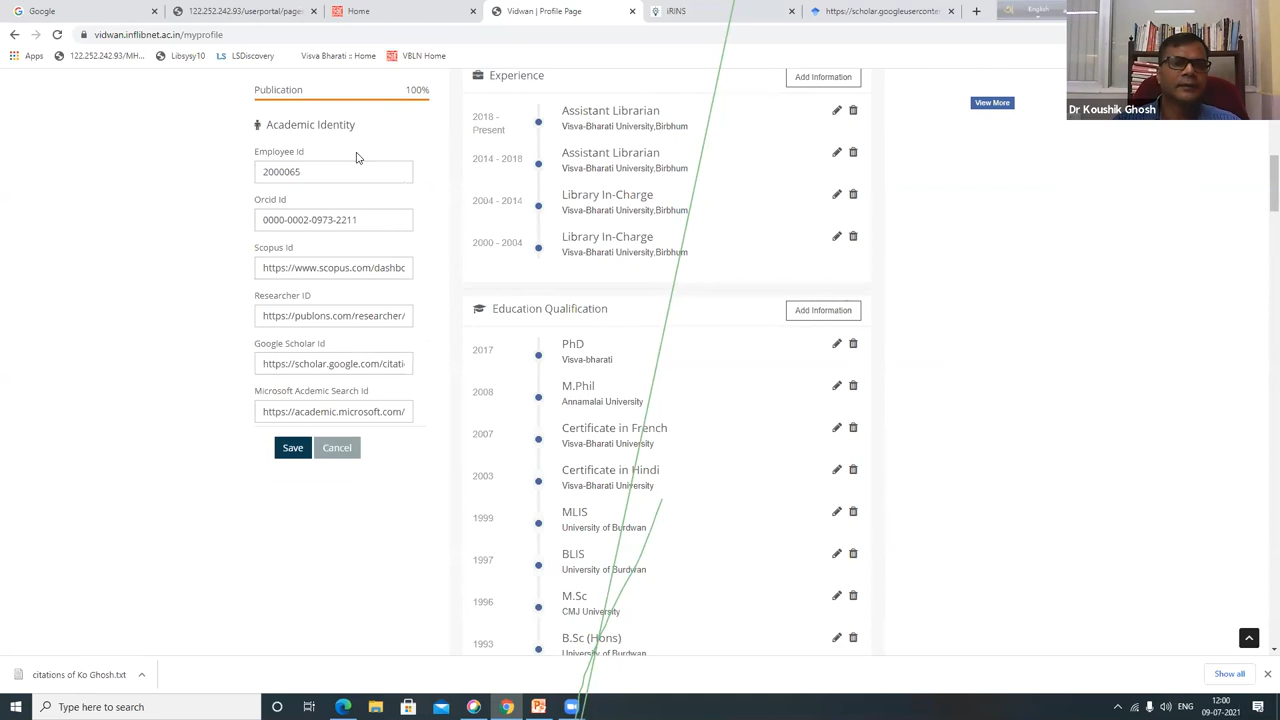 Google
122.252.242.93/userportal/pages
Home
Vidwan | Profile Page
iRINS
https://scholar.googleuserconten
English
vidwan.inflibnet.ac.in/myprofile
Apps
122.252.242.93/MH...
Libsysy10
LS LSDiscovery
Visva Bharati :: Home
VBLN Home
Dr Koushik Ghosh
Publication 100%
Academic Identity
Employee Id
2000065
Orcid Id
0000-0002-0973-2211
Scopus Id
https://www.scopus.com/dashbc
Researcher ID
https://publons.com/researcher/
Google Scholar Id
https://scholar.google.com/citati
Microsoft Acdemic Search Id
https://academic.microsoft.com/
Save Cancel
Experience
Add Information
2018 - Present
Assistant Librarian
Visva-Bharati University,Birbhum
2014 - 2018
Assistant Librarian
Visva-Bharati University,Birbhum
2004 - 2014
Library In-Charge
Visva-Bharati University,Birbhum
2000 - 2004
Library In-Charge
Visva-Bharati University,Birbhum
Education Qualification
Add Information
2017
PhD
Visva-bharati
2008
M.Phil
Annamalai University
2007
Certificate in French
Visva-Bharati University
2003
Certificate in Hindi
Visva-Bharati University
1999
MLIS
University of Burdwan
1997
BLIS
University of Burdwan
1996
M.Sc
CMJ University
1993
B.Sc (Hons)
University of Burdwan
View More
citations of Ko Ghosh.txt
Show all
Type here to search
ENG
12:00
09-07-2021